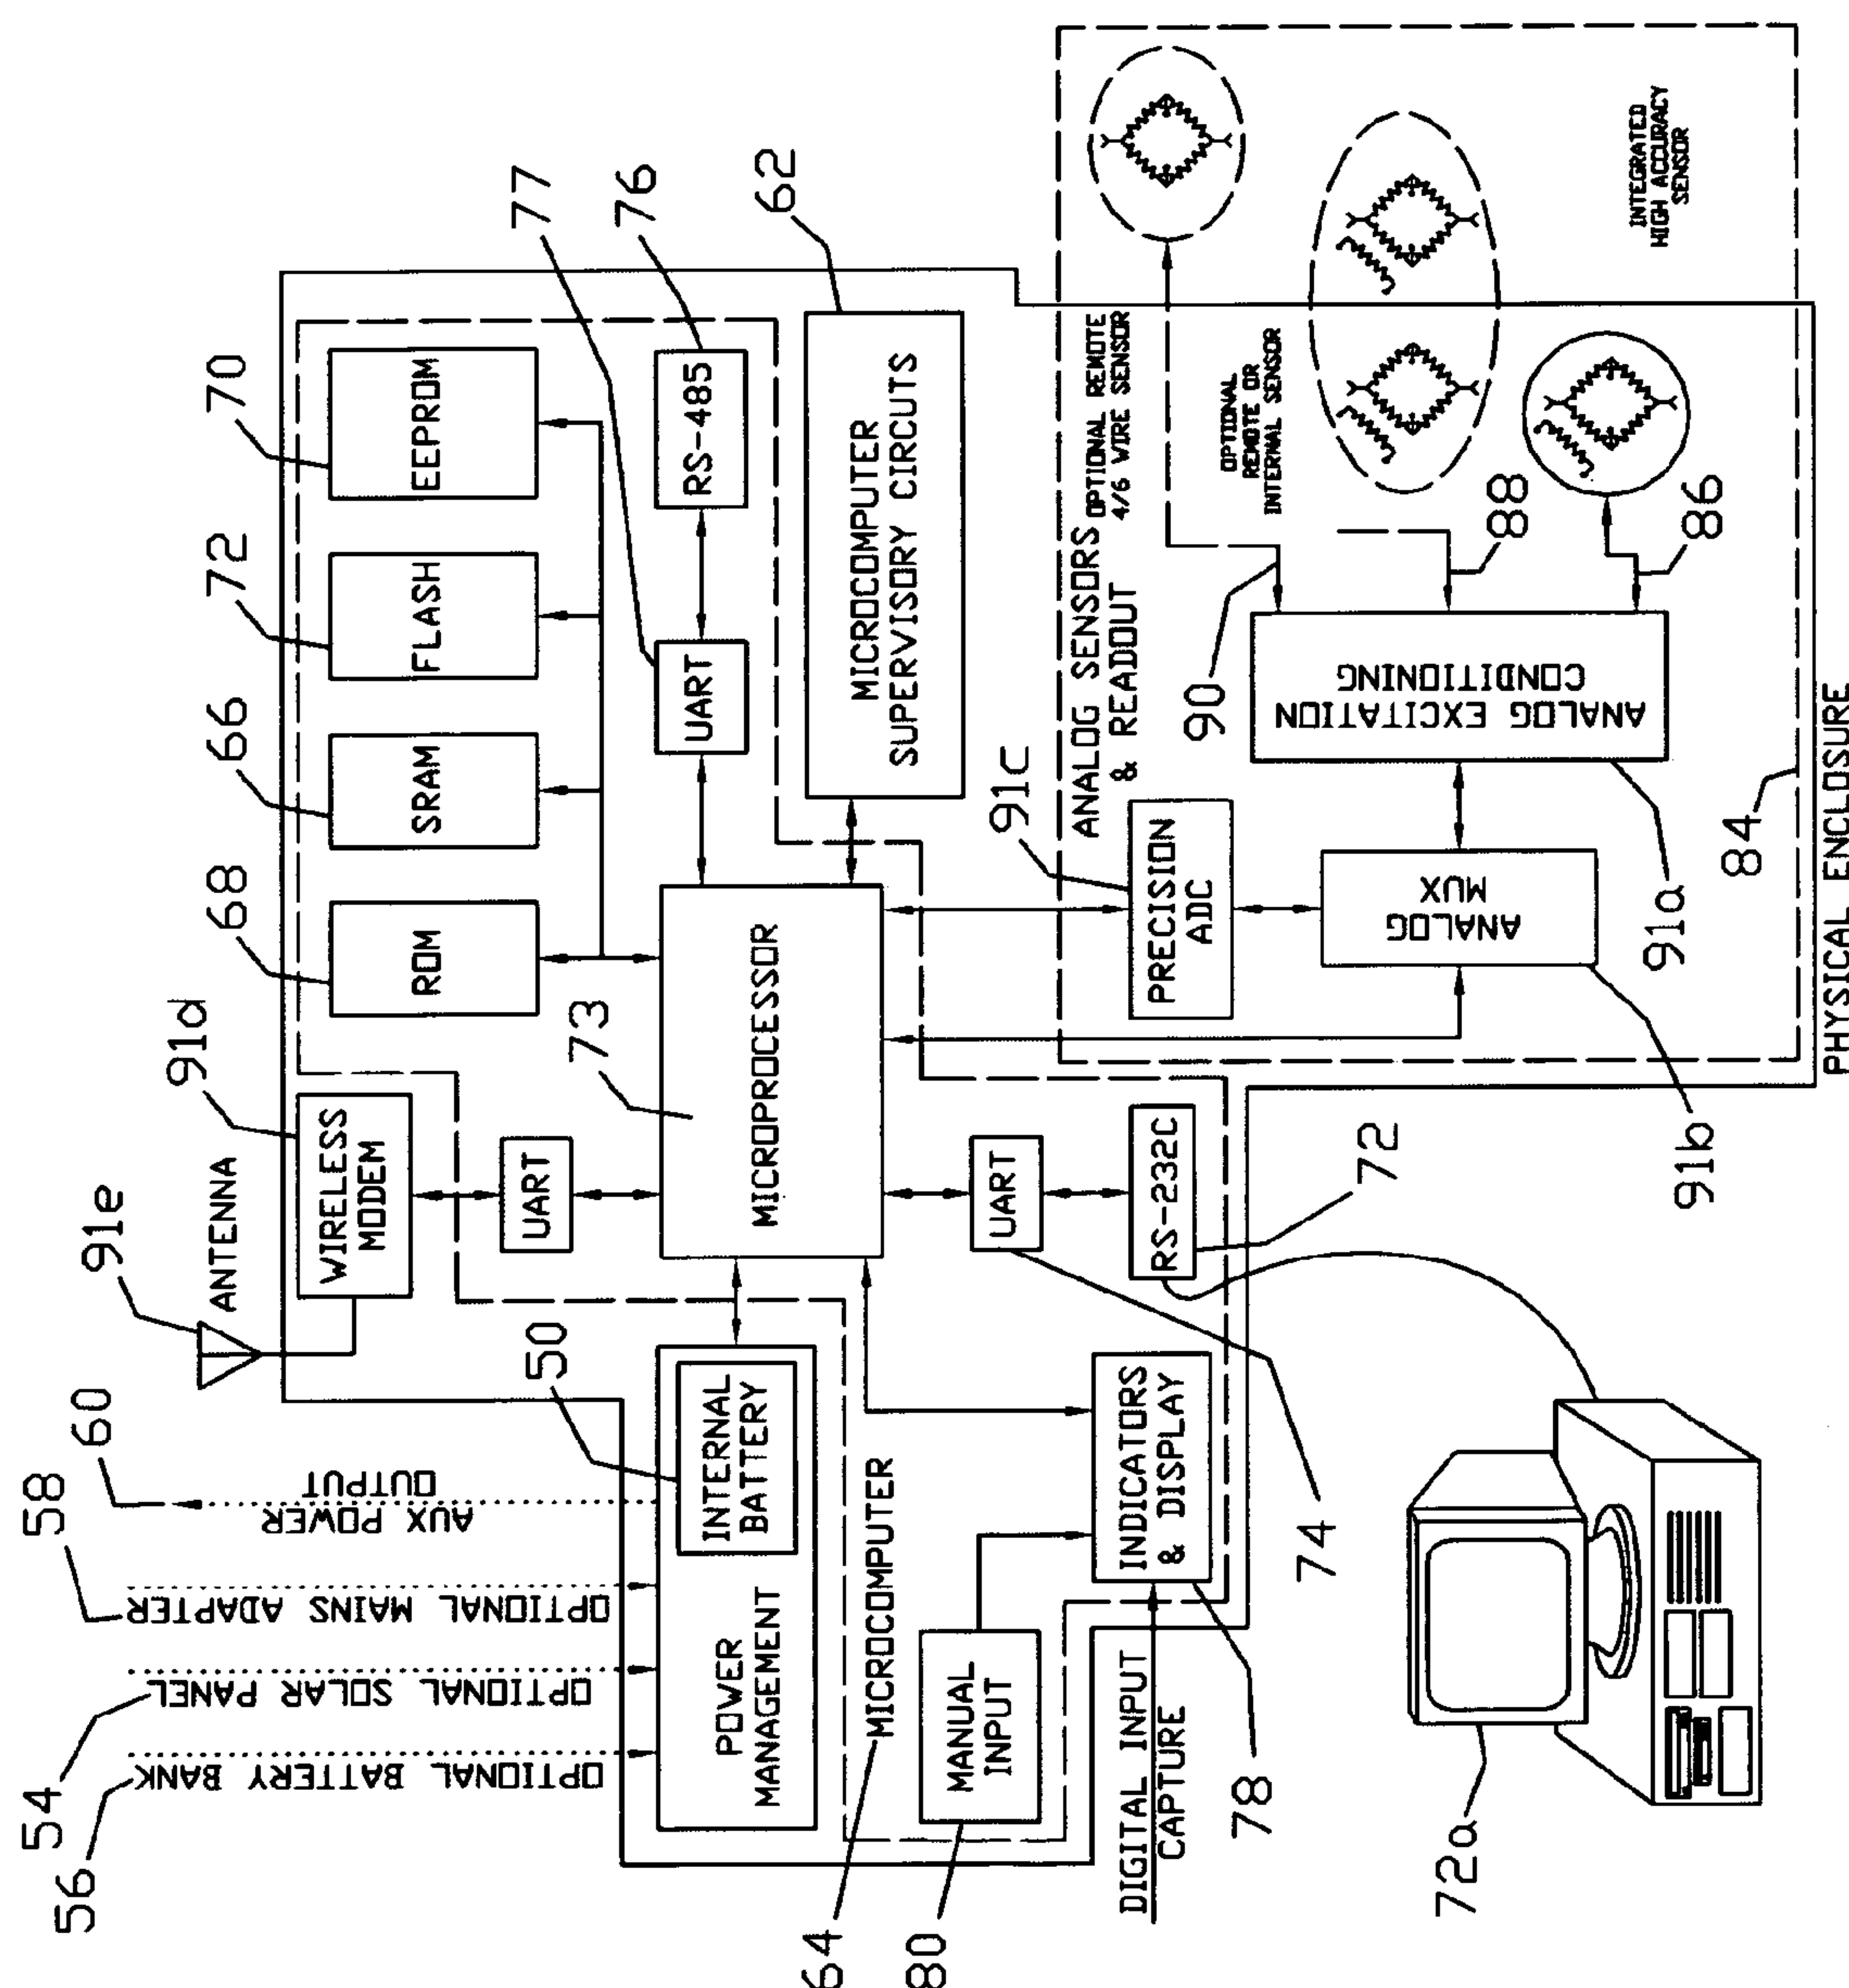 56
54
58
60
OPTIONAL BATTERY BANK
OPTIONAL SOLAR PANEL
OPTIONAL MAINS ADAPTER
AUX POWER
OUTPUT
91e
ANTENNA
91d
WIRELESS
MODEM
68
ROM
66
SRAM
72
FLASH
70
EEPROM
50
INTERNAL
BATTERY
POWER
MANAGEMENT
UART
73
MICROPROCESSOR
77
UART
76
RS-485
62
MICROCOMPUTER
SUPERVISORY CIRCUTS
64
MICROCOMPUTER
80
MANUAL
INPUT
DIGITAL INPUT
CAPTURE
78
INDICATORS
& DISPLAY
UART
74
RS-232C
72
72a
91c
PRECISION
ADC
ANALOG
MUX
91b
ANALOG SENSORS
& READOUT
90
ANALOG EXCITATION
CONDITIONING
91a
OPTIONAL REMOTE
4/6 WIRE SENSOR
OPTIONAL
REMOTE OR
INTERNAL SENSOR
88
86
INTEGRATED
HIGH ACCURACY
SENSOR
84
PHYSICAL ENCLOSURE